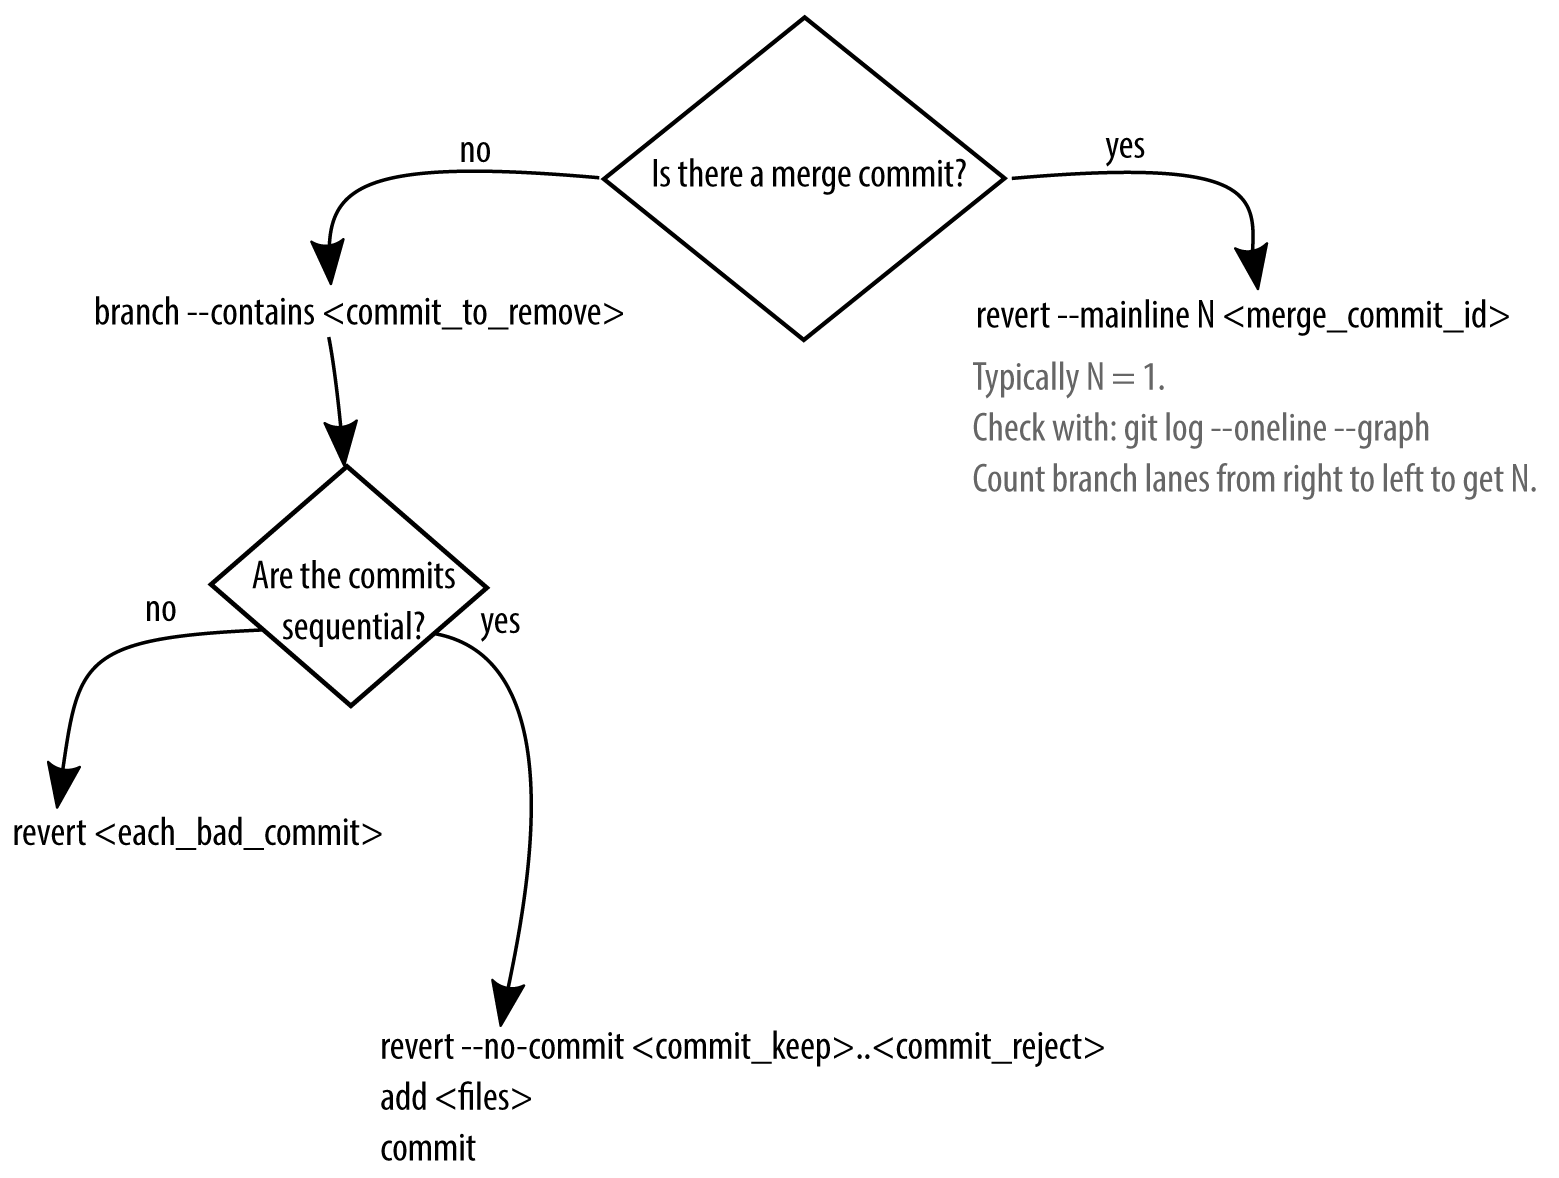 Is there a merge commit?
no
yes
branch --contains <commit_to_remove>
revert --mainline N <merge_commit_id>
Typically N = 1.
Check with: git log --oneline --graph
Count branch lanes from right to left to get N.
Are the commits
sequential?
no
yes
revert <each_bad_commit>
revert --no-commit <commit_keep>..<commit_reject>
add <files>
commit